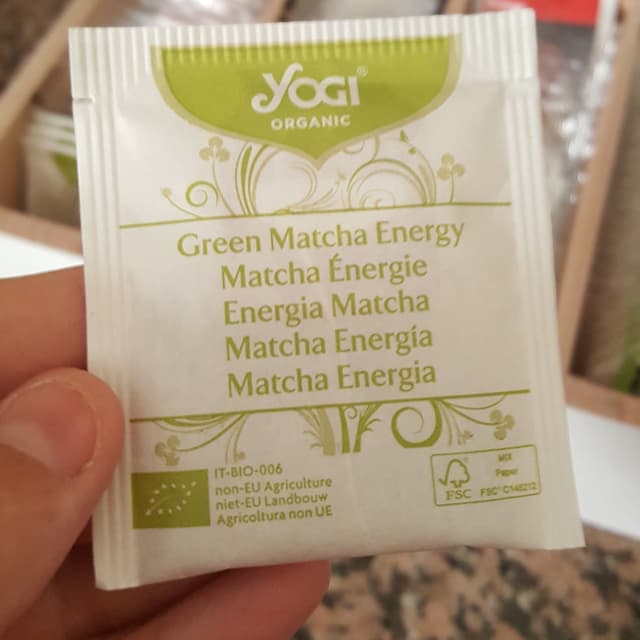 YOGI®
ORGANIC
Green Matcha Energy
Matcha Énergie
Energia Matcha
Matcha Energía
Matcha Energia
IT-BIO-006
non-EU Agriculture
niet-EU Landbouw
Agricoltura non UE
FSC
MIX
Paper